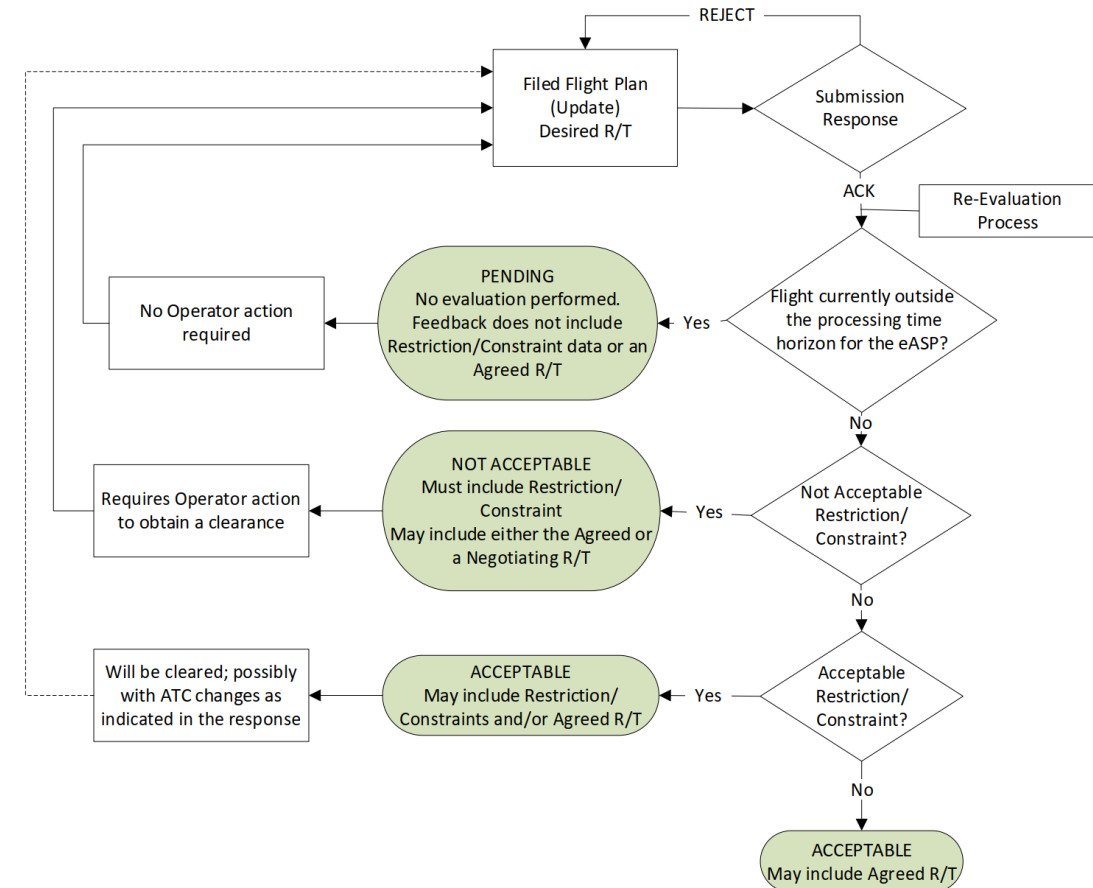 REJECT
Filed Flight Plan
(Update)
Desired R/T
Submission
Response
ACK
Re-Evaluation
Process
Flight currently outside
the processing time
horizon for the eASP?
Yes
PENDING
No evaluation performed.
Feedback does not include
Restriction/Constraint data or an
Agreed R/T
No Operator action
required
No
Not Acceptable
Restriction/
Constraint?
Yes
NOT ACCEPTABLE
Must include Restriction/
Constraint
May include either the Agreed or
a Negotiating R/T
Requires Operator action
to obtain a clearance
No
Acceptable
Restriction/
Constraint?
Yes
ACCEPTABLE
May include Restriction/
Constraints and/or Agreed R/T
Will be cleared; possibly
with ATC changes as
indicated in the response
No
ACCEPTABLE
May include Agreed R/T